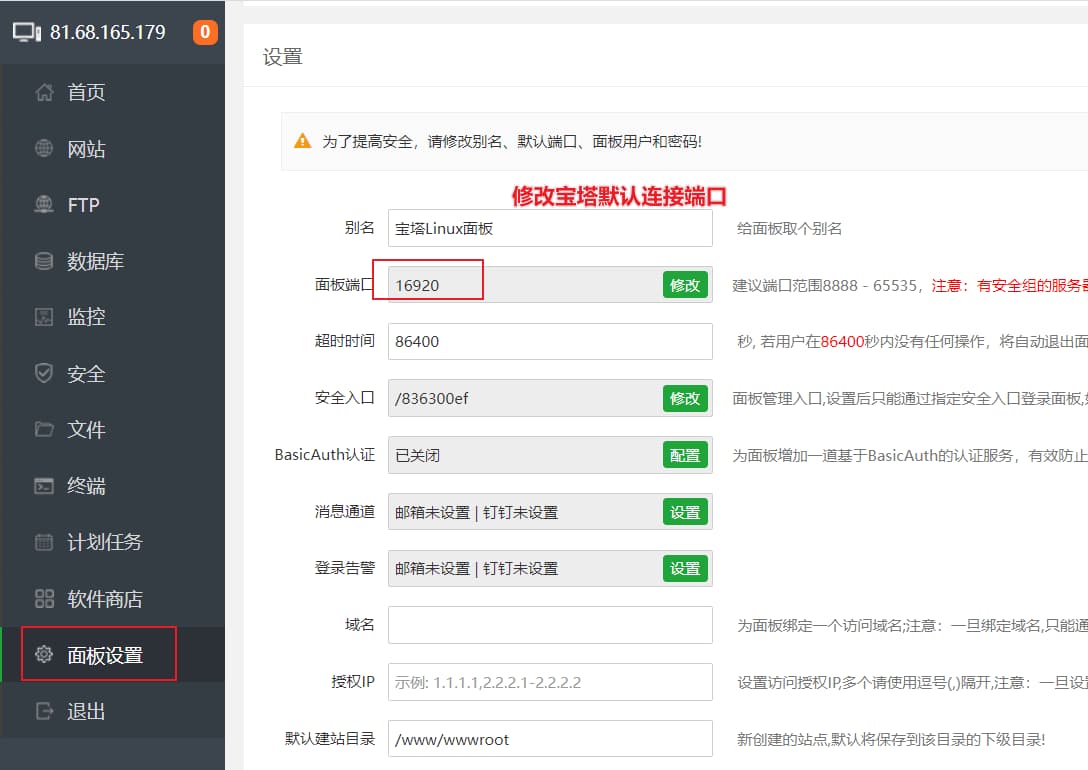 81.68.165.179 0
首页
网站
FTP
数据库
监控
安全
文件
终端
计划任务
软件商店
面板设置
退出
设置
为了提高安全，请修改别名、默认端口、面板用户和密码!
修改宝塔默认连接端口
别名 宝塔Linux面板 给面板取个别名
面板端口 16920 修改 建议端口范围8888 - 65535，注意：有安全组的服务器
超时时间 86400 秒, 若用户在86400秒内没有任何操作，将自动退出面
安全入口 /836300ef 修改 面板管理入口,设置后只能通过指定安全入口登录面板,
BasicAuth认证 已关闭 配置 为面板增加一道基于BasicAuth的认证服务，有效防止
消息通道 邮箱未设置 | 钉钉未设置 设置
登录告警 邮箱未设置 | 钉钉未设置 设置
域名 为面板绑定一个访问域名;注意：一旦绑定域名,只能通
授权IP 示例: 1.1.1.1,2.2.2.1-2.2.2.2 设置访问授权IP,多个请使用逗号(,)隔开,注意：一旦设
默认建站目录 /www/wwwroot 新创建的站点,默认将保存到该目录的下级目录!